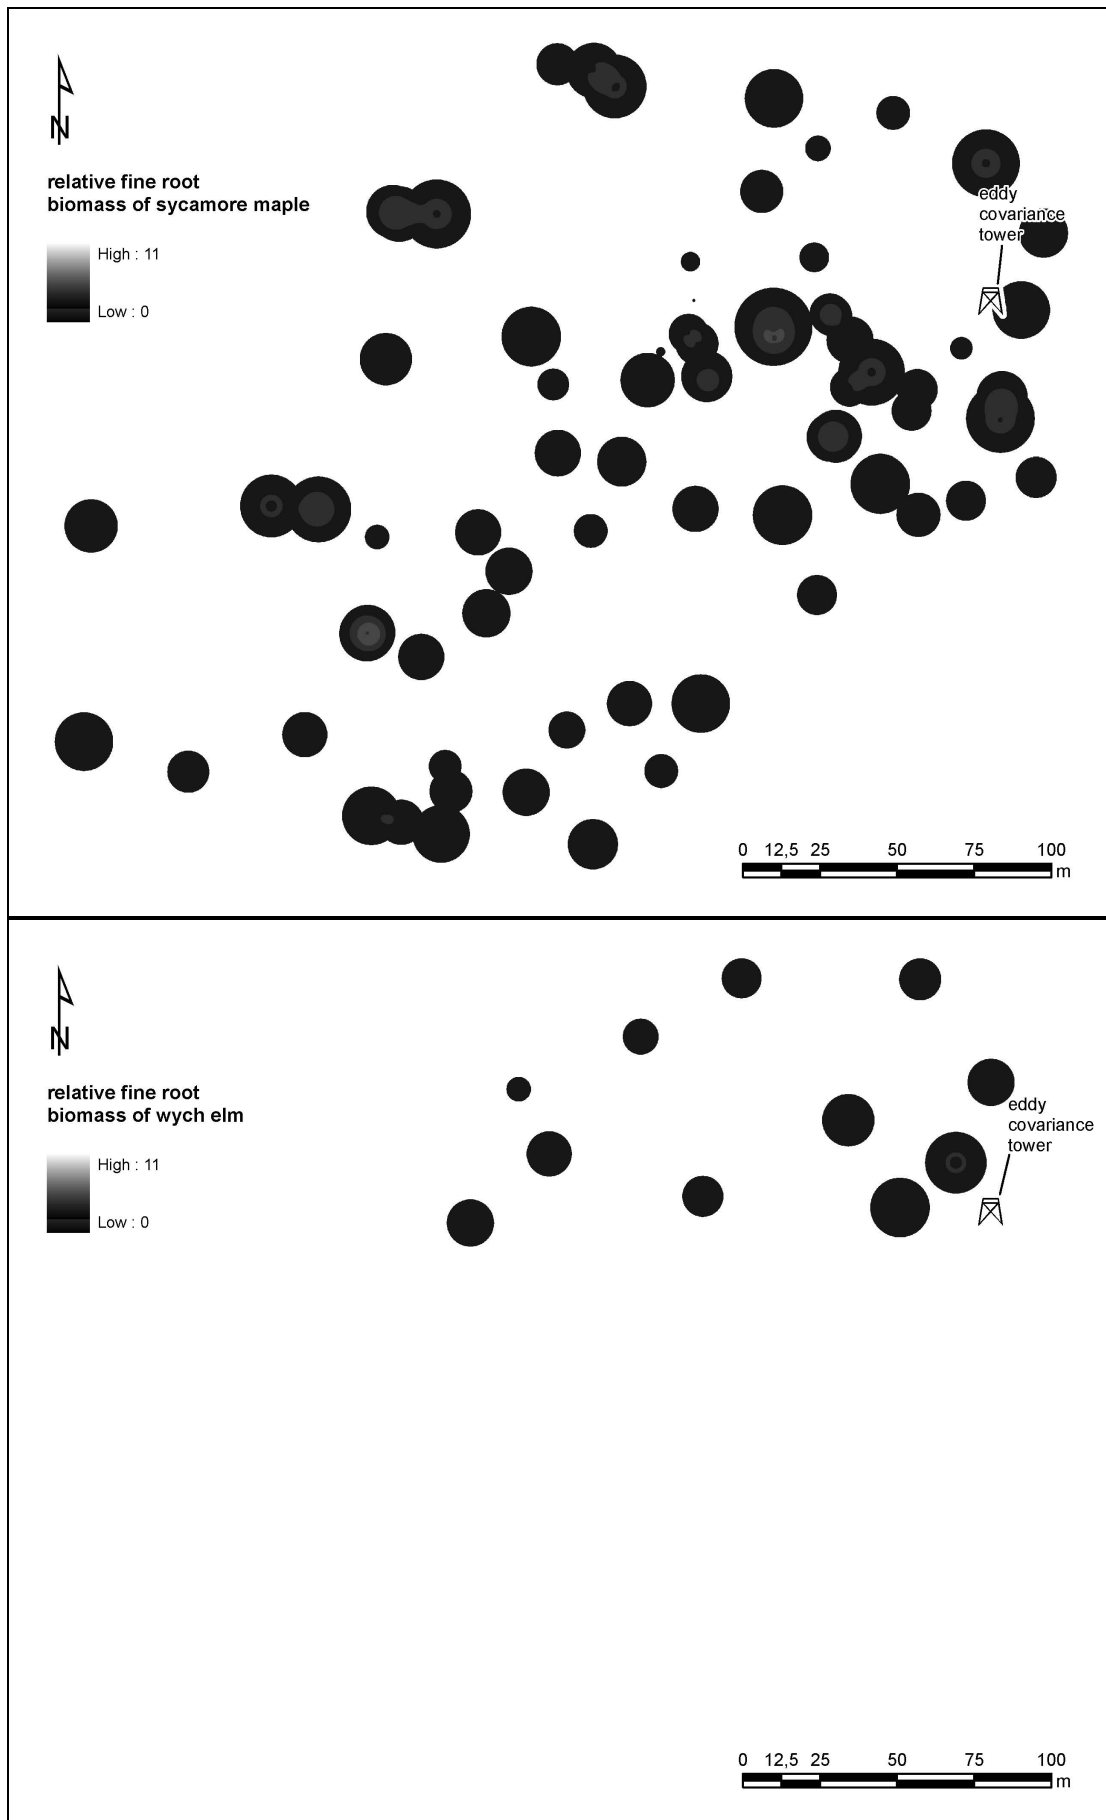 N
relative fine root
biomass of sycamore maple
High : 11
Low : 0
eddy
covariance
tower
0 12,5 25 50 75 100
m
N
relative fine root
biomass of wych elm
High : 11
Low : 0
eddy
covariance
tower
0 12,5 25 50 75 100
m